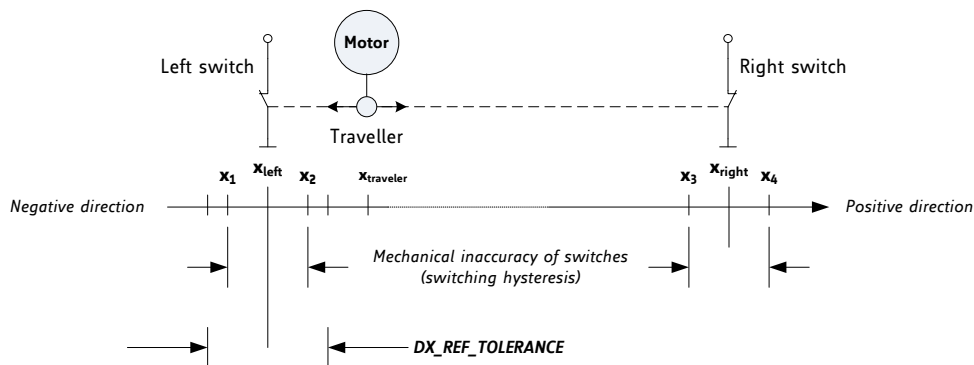 Motor
Left switch
Right switch
Traveller
x1 xleft x2 xtraveler x3 xright x4
Negative direction
Positive direction
Mechanical inaccuracy of switches
(switching hysteresis)
DX_REF_TOLERANCE